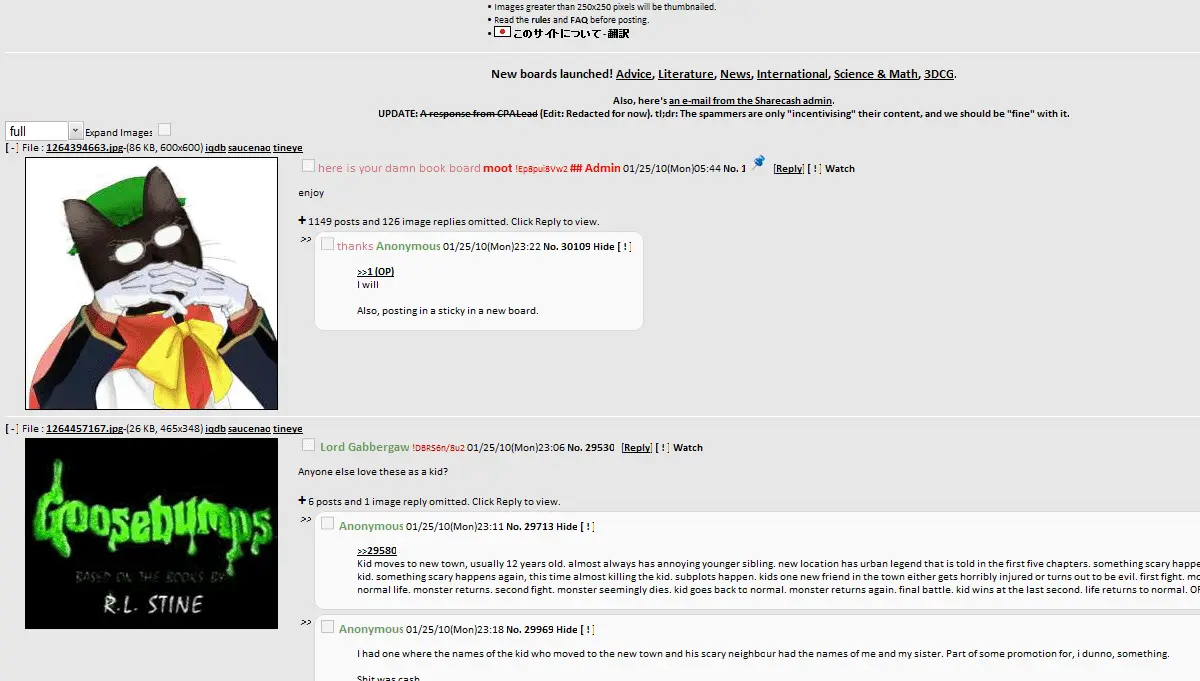 • Images greater than 250x250 pixels will be thumbnailed.
• Read the rules and FAQ before posting.
• このサイトについて - 翻訳
New boards launched! Advice, Literature, News, International, Science & Math, 3DCG.
Also, here's an e-mail from the Sharecash admin.
UPDATE: A response from CPALead (Edit: Redacted for now). tl;dr: The spammers are only "incentivising" their content, and we should be "fine" with it.
full Expand Images
[-] File : 1264394663.jpg-(86 KB, 600x600) iqdb saucenao tineye
here is your damn book board moot !Ep8pui8Vw2 ## Admin 01/25/10(Mon)05:44 No. 1 [Reply] [ ! ] Watch
enjoy
+ 1149 posts and 126 image replies omitted. Click Reply to view.
>> thanks Anonymous 01/25/10(Mon)23:22 No. 30109 Hide [ ! ]
>>1 (OP)
I will
Also, posting in a sticky in a new board.
[-] File : 1264457167.jpg-(26 KB, 465x348) iqdb saucenao tineye
Goosebumps
BASED ON THE BOOKS BY
R.L. STINE
Lord Gabbergaw !DBRS6n/8u2 01/25/10(Mon)23:06 No. 29530 [Reply] [ ! ] Watch
Anyone else love these as a kid?
+ 6 posts and 1 image reply omitted. Click Reply to view.
>> Anonymous 01/25/10(Mon)23:11 No. 29713 Hide [ ! ]
>>29580
Kid moves to new town, usually 12 years old. almost always has annoying younger sibling. new location has urban legend that is told in the first five chapters. something scary happe
kid. something scary happens again, this time almost killing the kid. subplots happen. kids one new friend in the town either gets horribly injured or turns out to be evil. first fight. mo
normal life. monster returns. second fight. monster seemingly dies. kid goes back to normal. monster returns again. final battle. kid wins at the last second. life returns to normal. OR
>> Anonymous 01/25/10(Mon)23:18 No. 29969 Hide [ ! ]
I had one where the names of the kid who moved to the new town and his scary neighbour had the names of me and my sister. Part of some promotion for, i dunno, something.
Shit was cash.